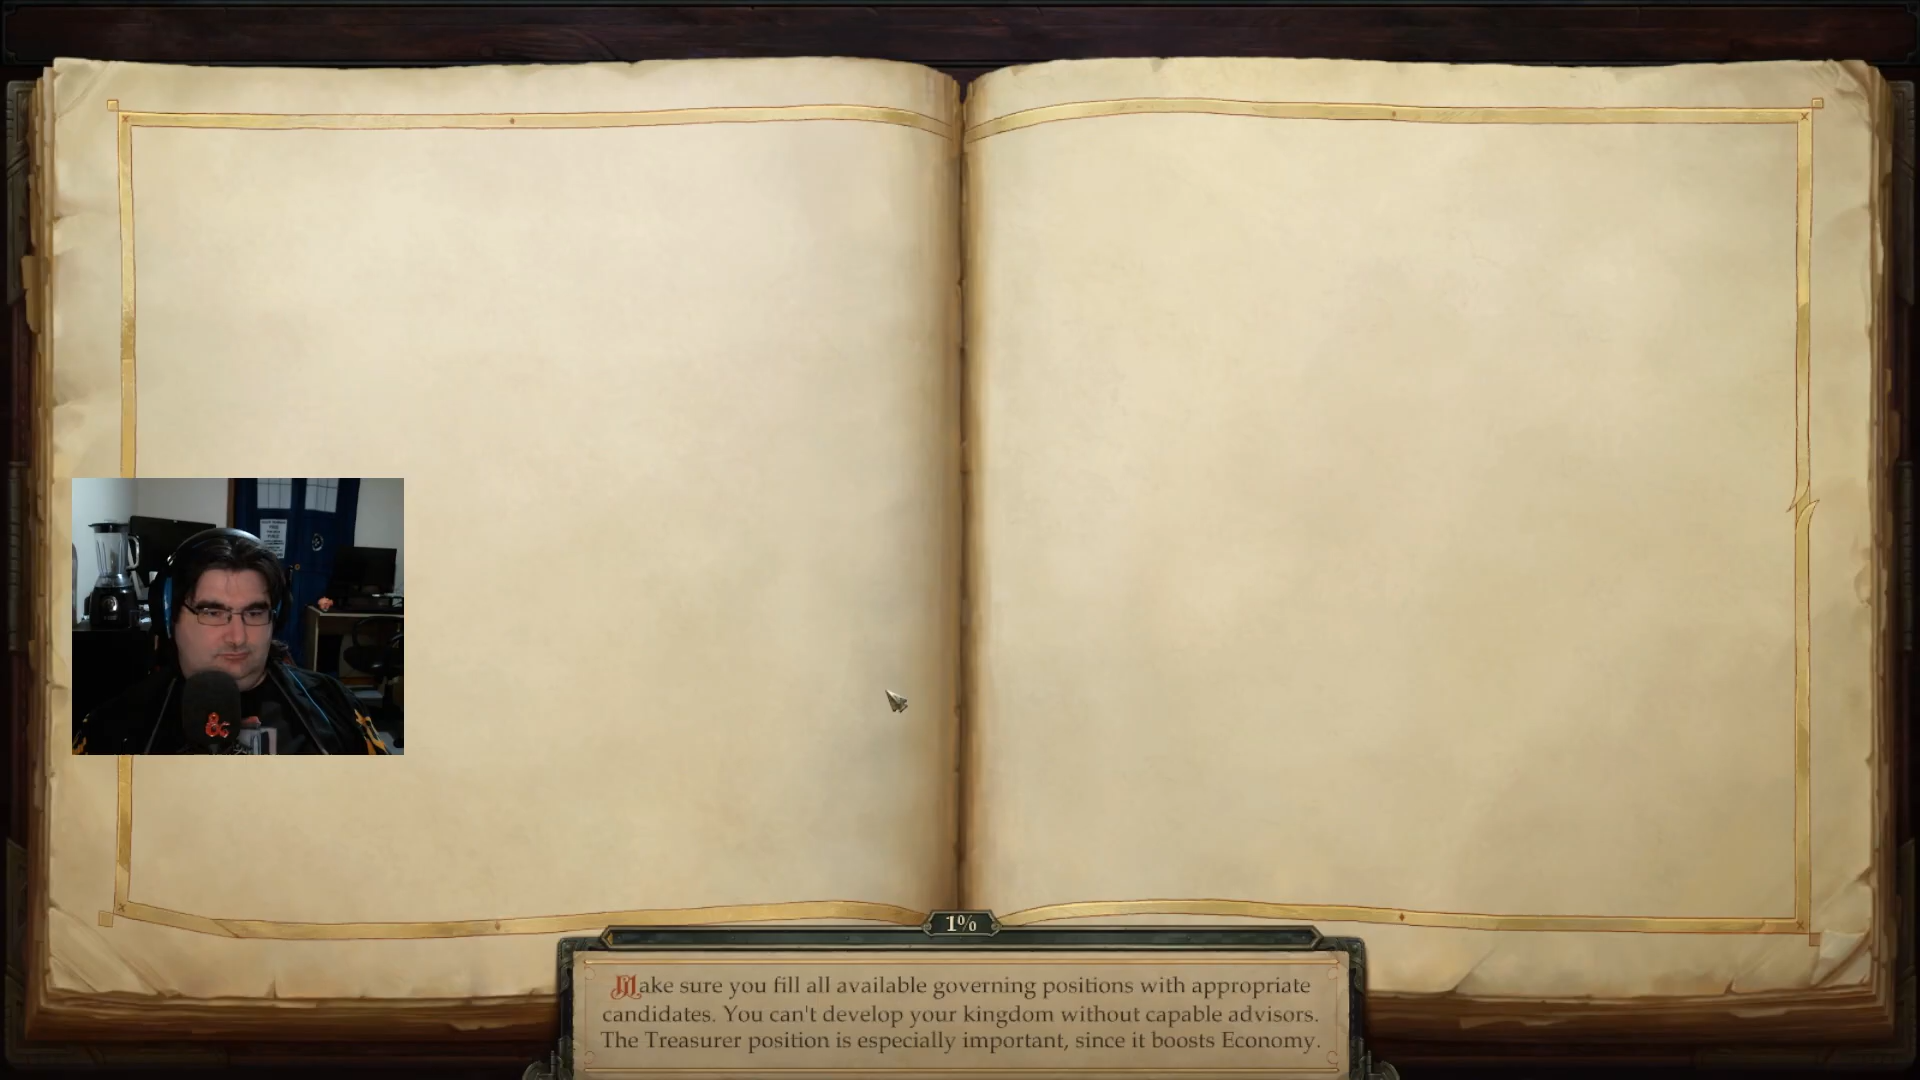 1%
Make sure you fill all available governing positions with appropriate
candidates. You can't develop your kingdom without capable advisors.
The Treasurer position is especially important, since it boosts Economy.